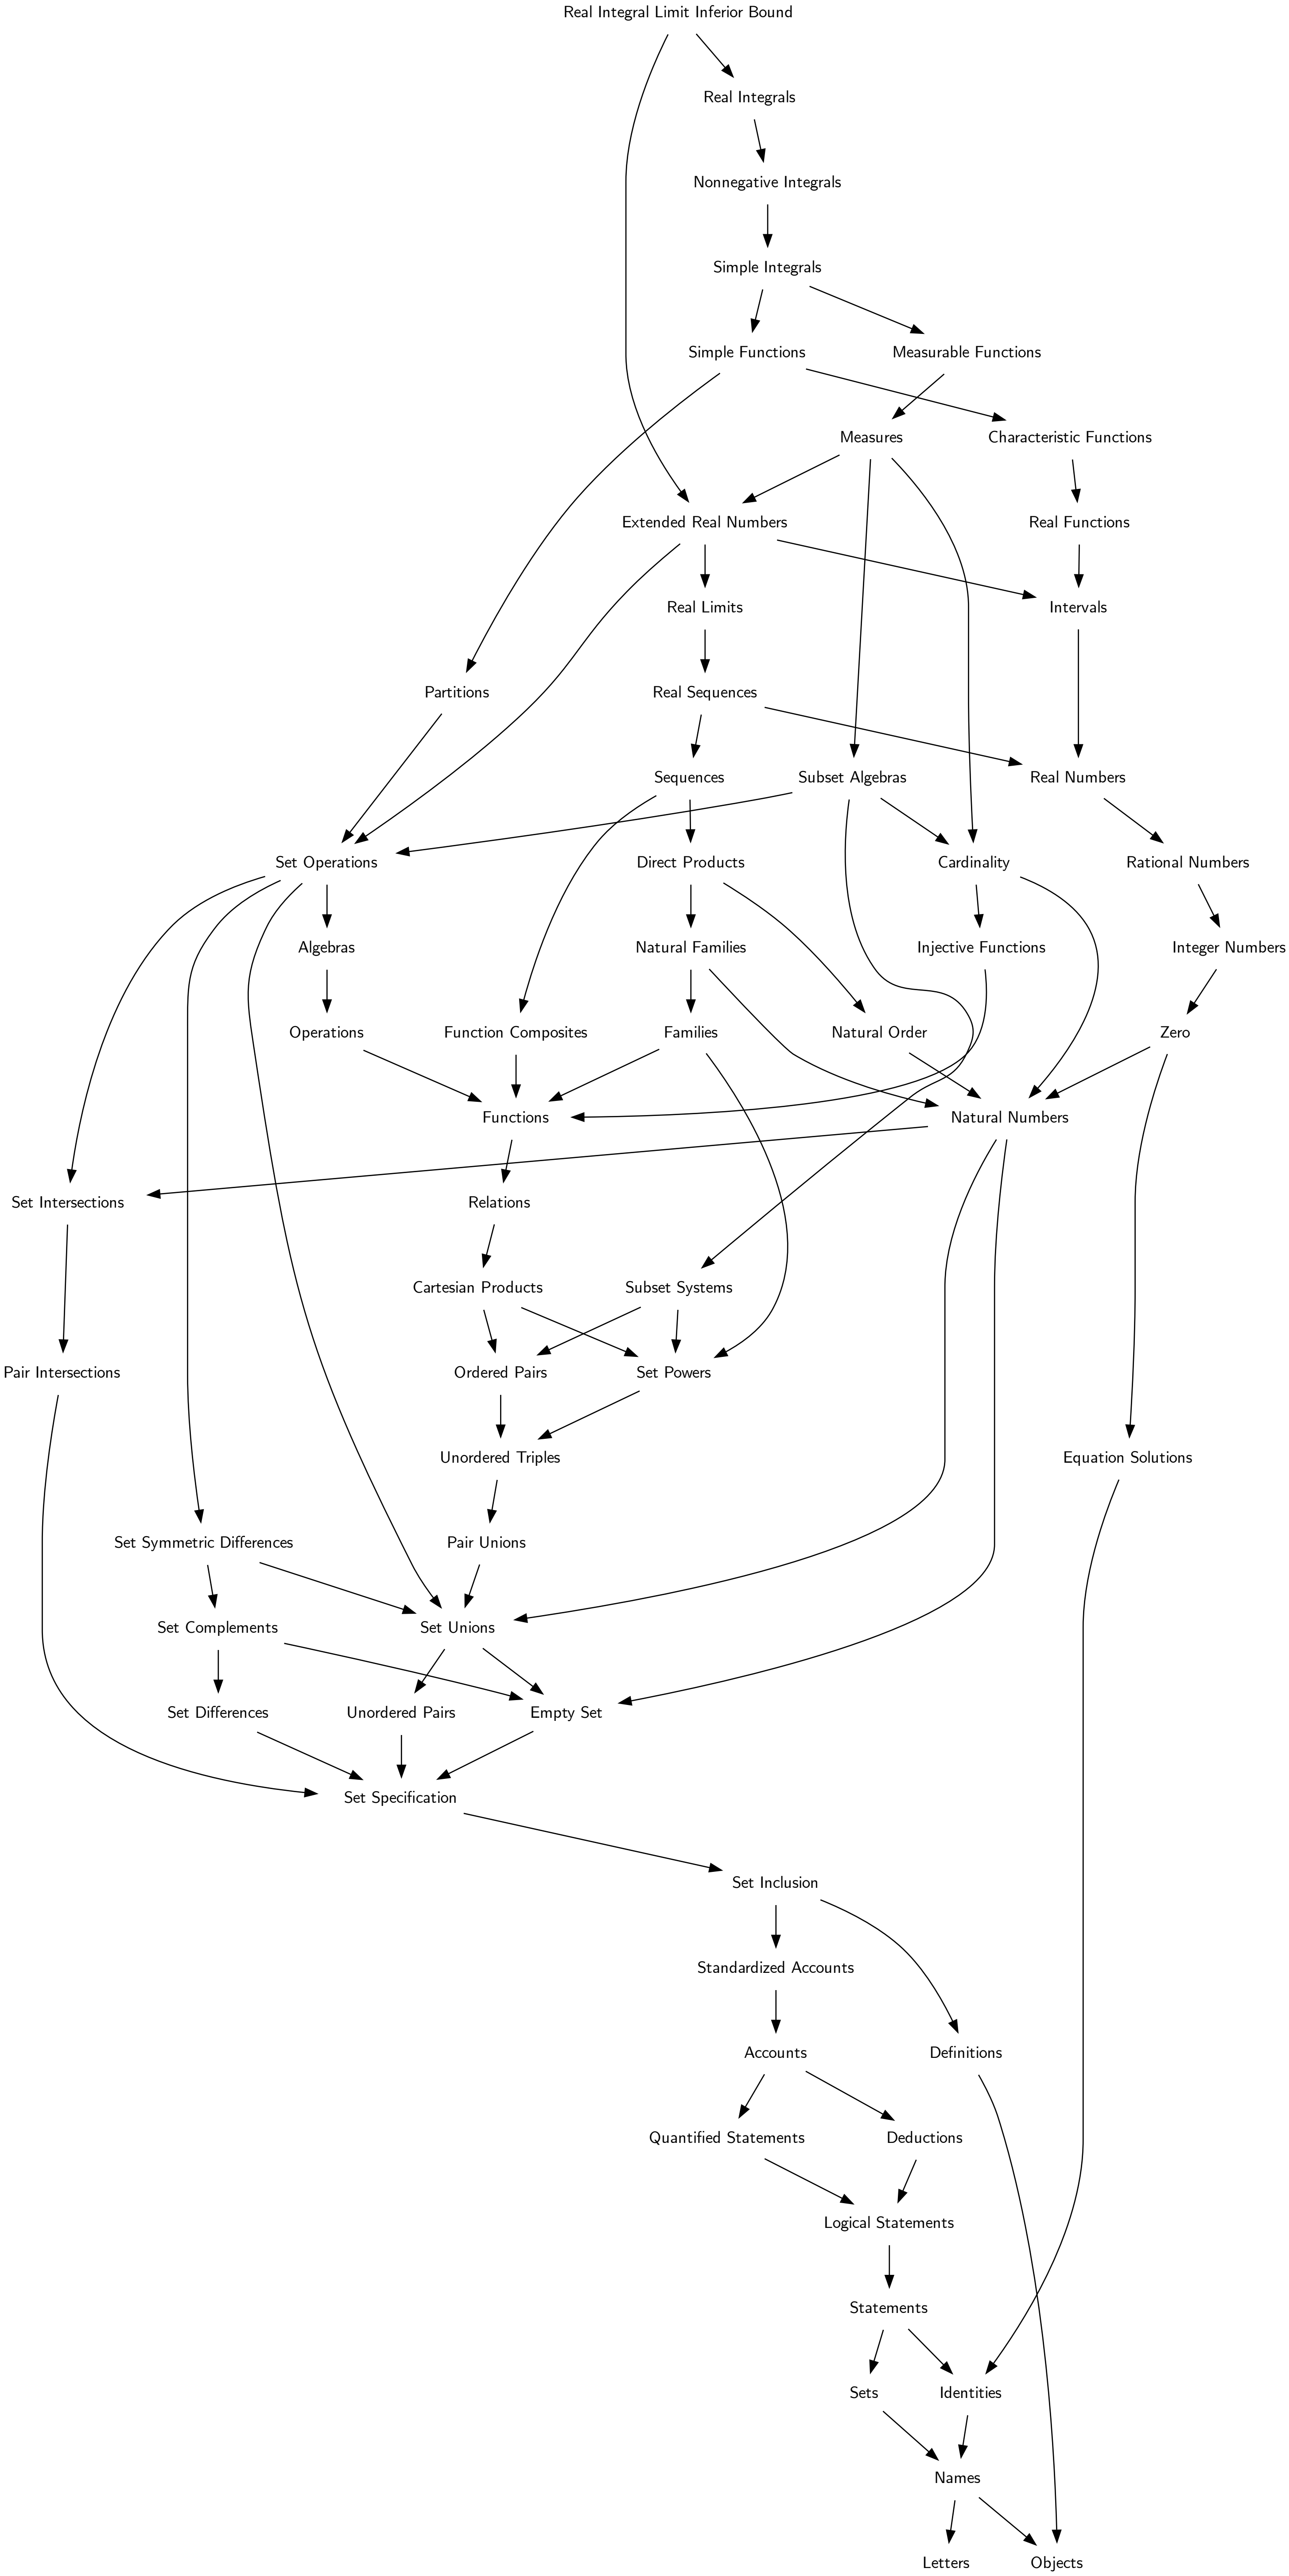 Real Integral Limit Inferior Bound
Real Integrals
Nonnegative Integrals
Simple Integrals
Simple Functions
Measurable Functions
Measures
Characteristic Functions
Extended Real Numbers
Real Functions
Real Limits
Intervals
Partitions
Real Sequences
Sequences
Subset Algebras
Real Numbers
Set Operations
Direct Products
Cardinality
Rational Numbers
Algebras
Natural Families
Injective Functions
Integer Numbers
Operations
Function Composites
Families
Natural Order
Zero
Functions
Natural Numbers
Set Intersections
Relations
Cartesian Products
Subset Systems
Pair Intersections
Ordered Pairs
Set Powers
Unordered Triples
Equation Solutions
Set Symmetric Differences
Pair Unions
Set Complements
Set Unions
Set Differences
Unordered Pairs
Empty Set
Set Specification
Set Inclusion
Standardized Accounts
Accounts
Definitions
Quantified Statements
Deductions
Logical Statements
Statements
Sets
Identities
Names
Letters
Objects